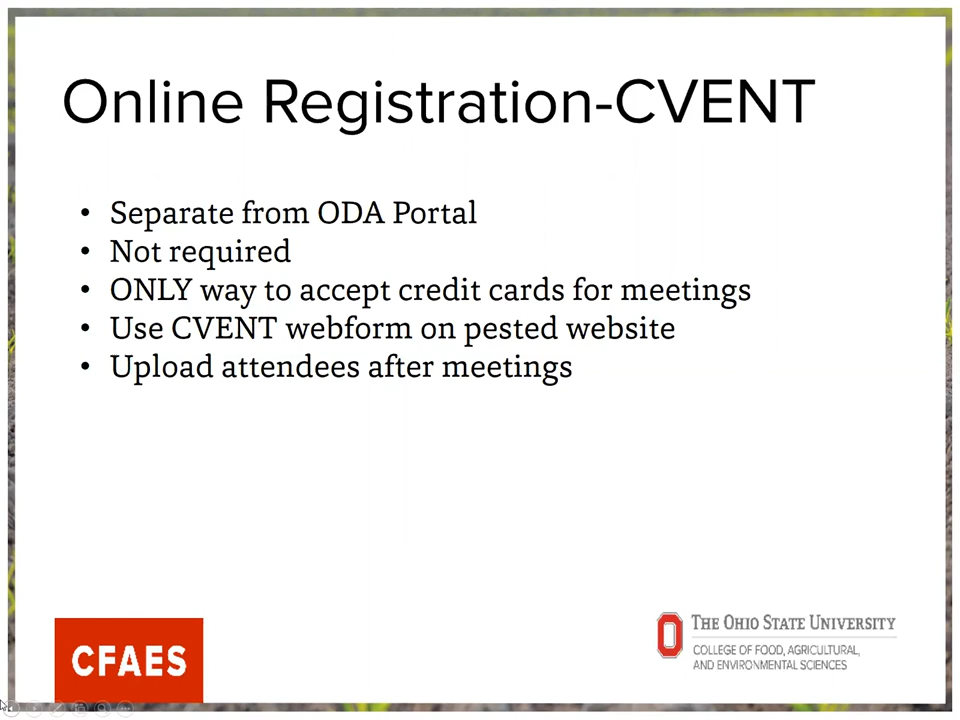 Online Registration-CVENT
• Separate from ODA Portal
• Not required
• ONLY way to accept credit cards for meetings
• Use CVENT webform on pested website
• Upload attendees after meetings
CFAES
THE OHIO STATE UNIVERSITY
COLLEGE OF FOOD, AGRICULTURAL,
AND ENVIRONMENTAL SCIENCES